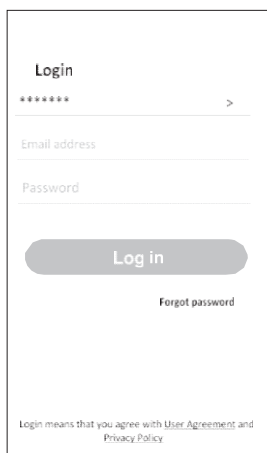 Login
******* >
Email address
Password
Log in
Forgot password
Login means that you agree with User Agreement and
Privacy Policy